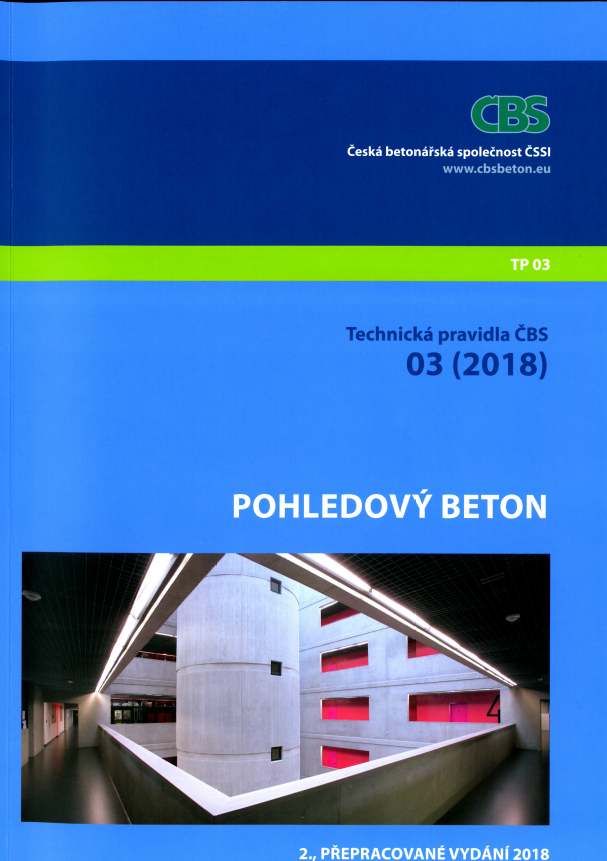 ČBS
Česká betonářská společnost ČSSI
www.cbsbeton.eu
TP 03
Technická pravidla ČBS
03 (2018)
POHLEDOVÝ BETON
4
2., PŘEPRACOVANÉ VYDÁNÍ 2018